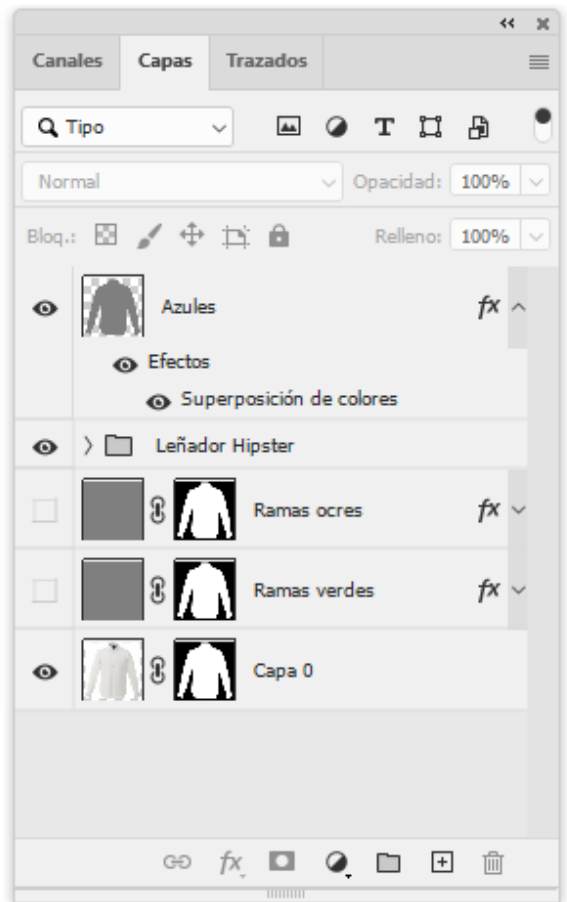 Canales Capas Trazados
Tipo
Normal Opacidad: 100%
Bloq.: Relleno: 100%
Azules fx
Efectos
Superposición de colores
Leñador Hipster
Ramas ocres fx
Ramas verdes fx
Capa 0
fx